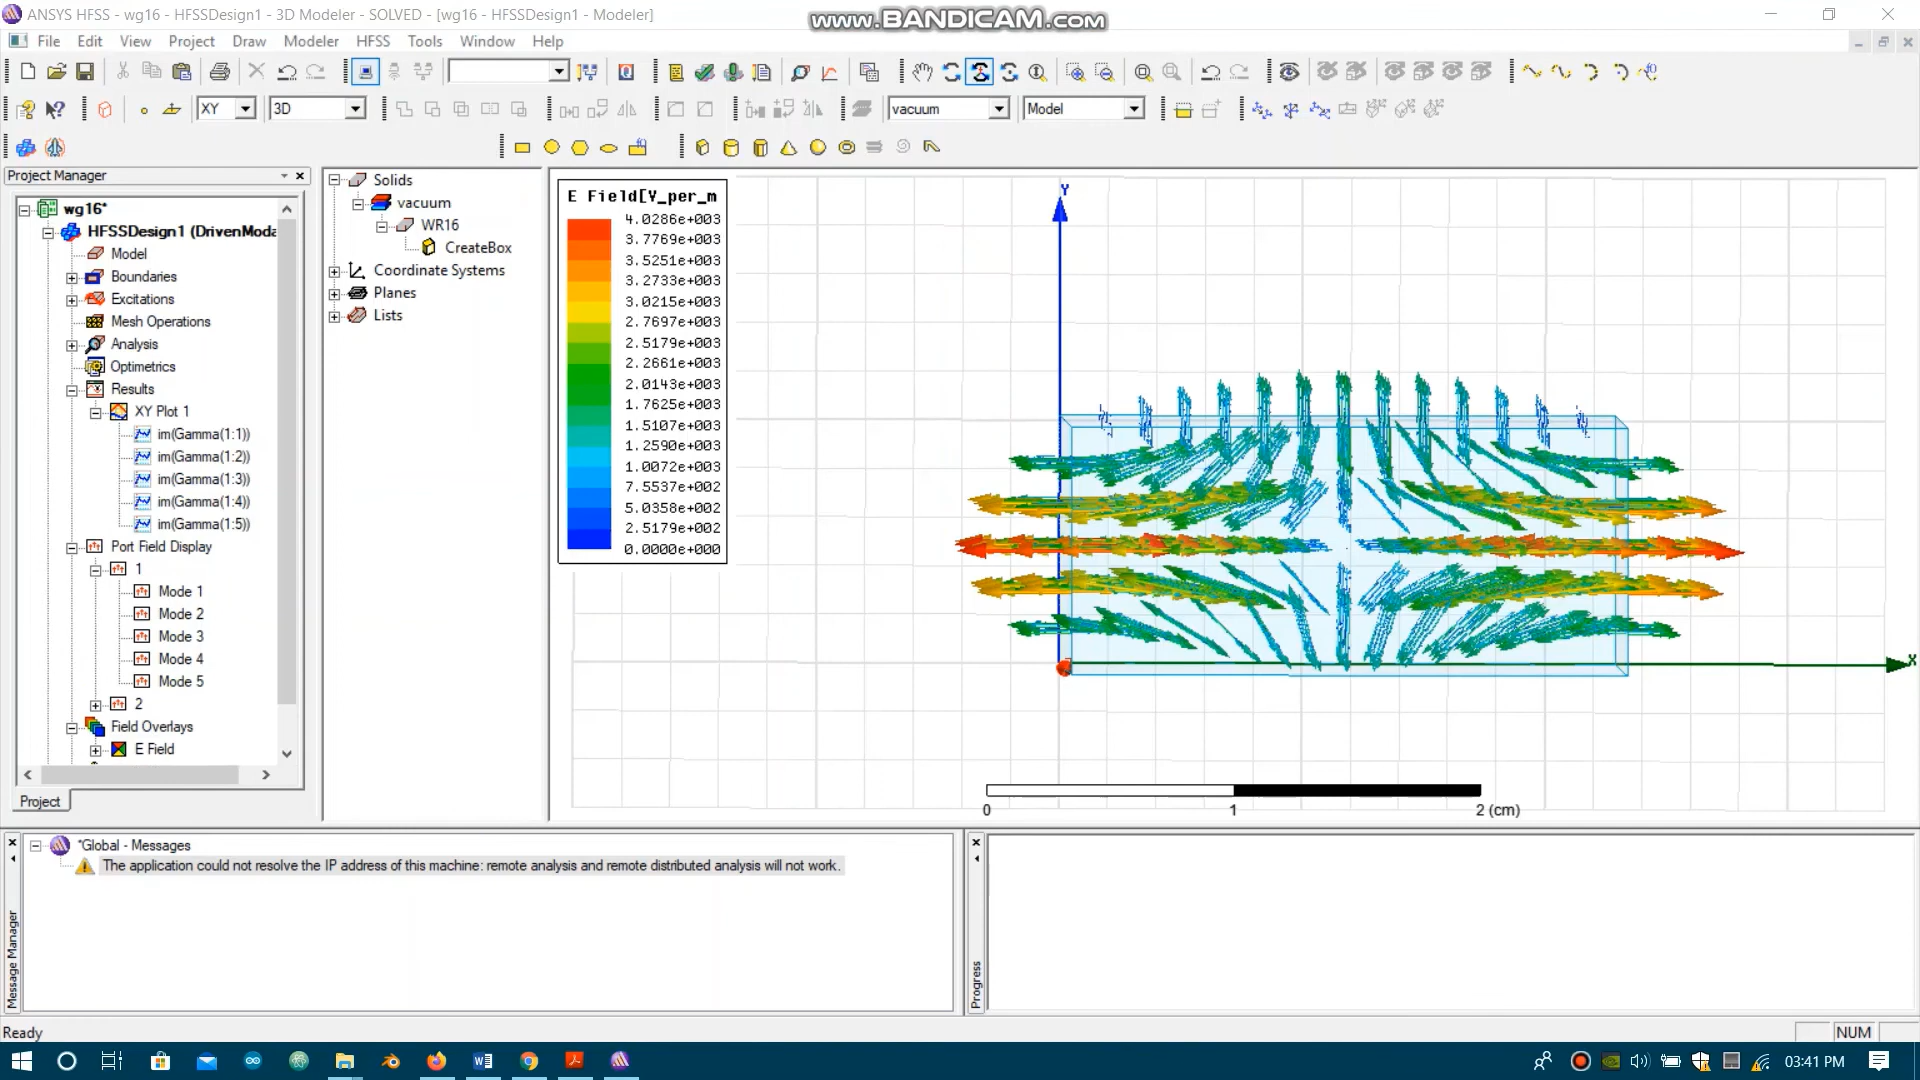 ANSYS HFSS - wg16 - HFSSDesign1 - 3D Modeler - SOLVED - [wg16 - HFSSDesign1 - Modeler]
www.BANDICAM.com
File Edit View Project Draw Modeler HFSS Tools Window Help
XY 3D vacuum Model
Project Manager
wg16*
HFSSDesign1 (DrivenModa
Model
Boundaries
Excitations
Mesh Operations
Analysis
Optimetrics
Results
XY Plot 1
im(Gamma(1:1))
im(Gamma(1:2))
im(Gamma(1:3))
im(Gamma(1:4))
im(Gamma(1:5))
Port Field Display
1
Mode 1
Mode 2
Mode 3
Mode 4
Mode 5
2
Field Overlays
E Field
Project
Solids
vacuum
WR16
CreateBox
Coordinate Systems
Planes
Lists
E Field[V_per_m
4.0286e+003
3.7769e+003
3.5251e+003
3.2733e+003
3.0215e+003
2.7697e+003
2.5179e+003
2.2661e+003
2.0143e+003
1.7625e+003
1.5107e+003
1.2590e+003
1.0072e+003
7.5537e+002
5.0358e+002
2.5179e+002
0.0000e+000
Y
X
0 1 2 (cm)
Message Manager
*Global - Messages
The application could not resolve the IP address of this machine: remote analysis and remote distributed analysis will not work.
Progress
Ready
NUM
03:41 PM